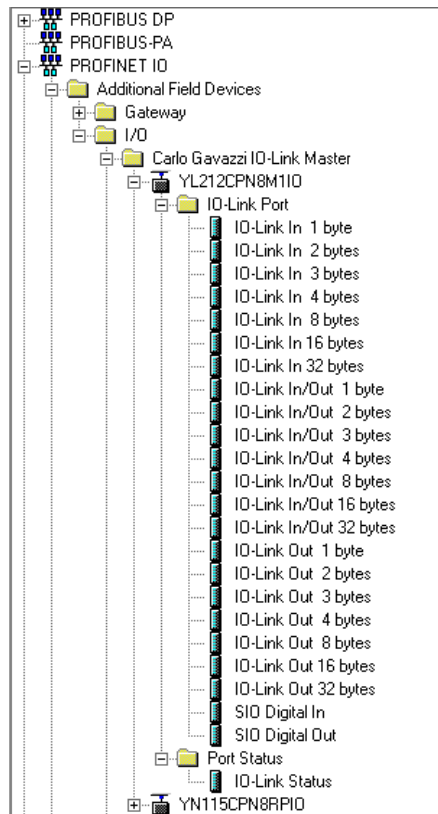 PROFIBUS DP
PROFIBUS-PA
PROFINET IO
Additional Field Devices
Gateway
I/O
Carlo Gavazzi IO-Link Master
YL212CPN8M1IO
IO-Link Port
IO-Link In  1 byte
IO-Link In  2 bytes
IO-Link In  3 bytes
IO-Link In  4 bytes
IO-Link In  8 bytes
IO-Link In 16 bytes
IO-Link In 32 bytes
IO-Link In/Out  1 byte
IO-Link In/Out  2 bytes
IO-Link In/Out  3 bytes
IO-Link In/Out  4 bytes
IO-Link In/Out  8 bytes
IO-Link In/Out 16 bytes
IO-Link In/Out 32 bytes
IO-Link Out  1 byte
IO-Link Out  2 bytes
IO-Link Out  3 bytes
IO-Link Out  4 bytes
IO-Link Out  8 bytes
IO-Link Out 16 bytes
IO-Link Out 32 bytes
SIO Digital In
SIO Digital Out
Port Status
IO-Link Status
YN115CPN8RPIO